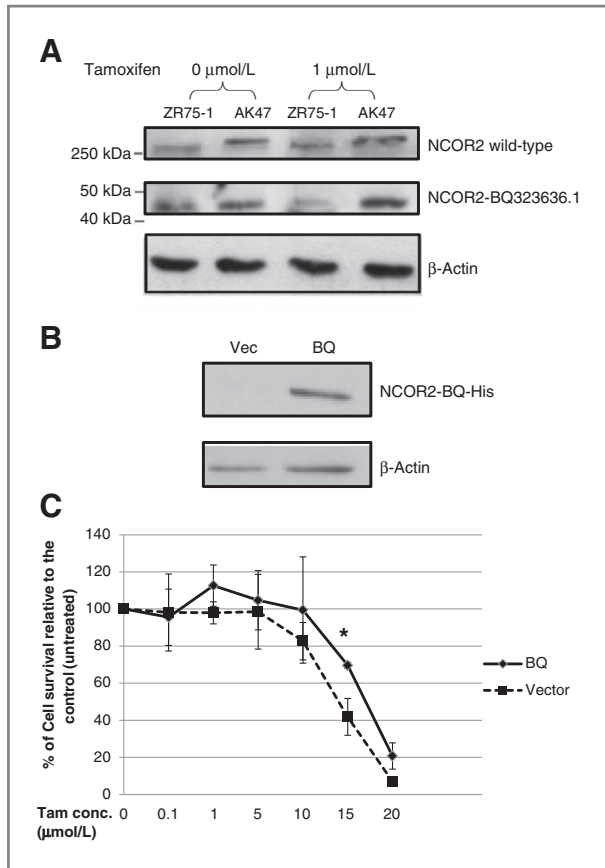 A
Tamoxifen 0 μmol/L 1 μmol/L
ZR75-1 AK47 ZR75-1 AK47
NCOR2 wild-type
250 kDa
50 kDa
NCOR2-BQ323636.1
40 kDa
β-Actin
B
Vec BQ
NCOR2-BQ-His
β-Actin
C
% of Cell survival relative to the
control (untreated)
140
120
100
80
60
40
20
0
*
BQ
Vector
Tam conc. 0 0.1 1 5 10 15 20
(μmol/L)